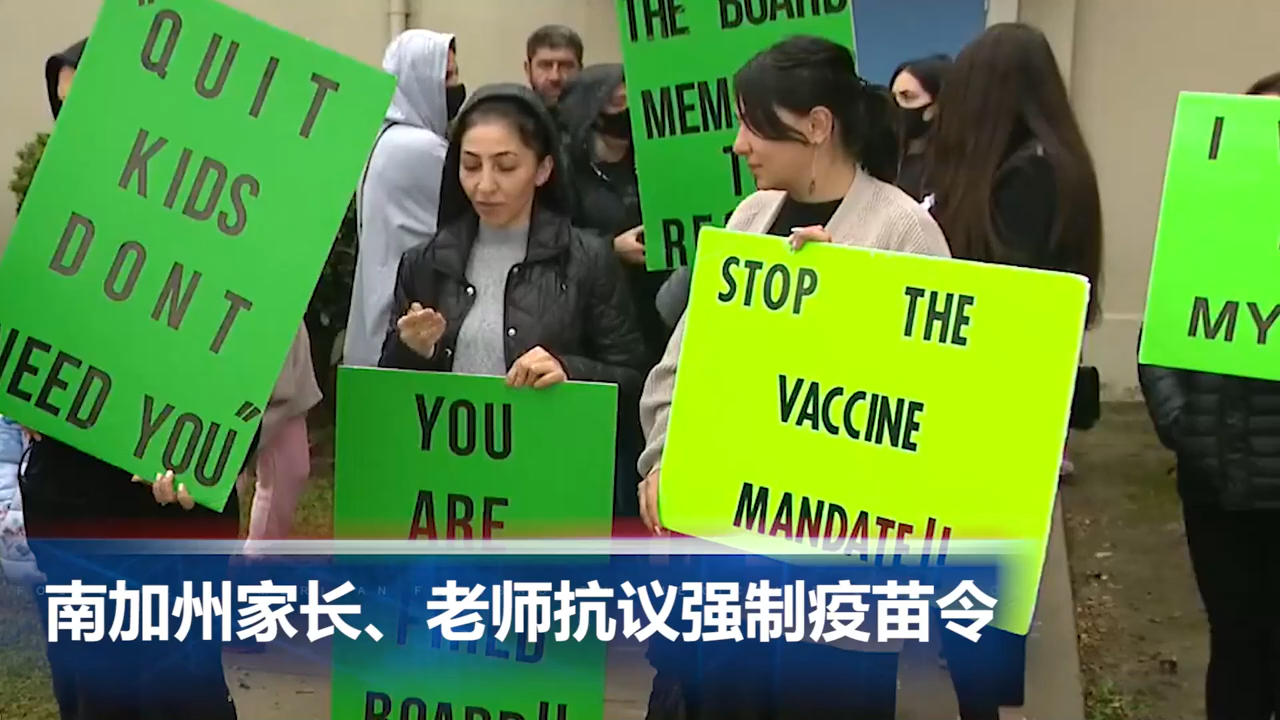 "QUIT
KIDS
DONT
NEED YOU"
THE BOARD
YOU
ARE
FIRED
BOARD!!
STOP THE
VACCINE
MANDATE!!
I
MY
南加州家长、老师抗议强制疫苗令